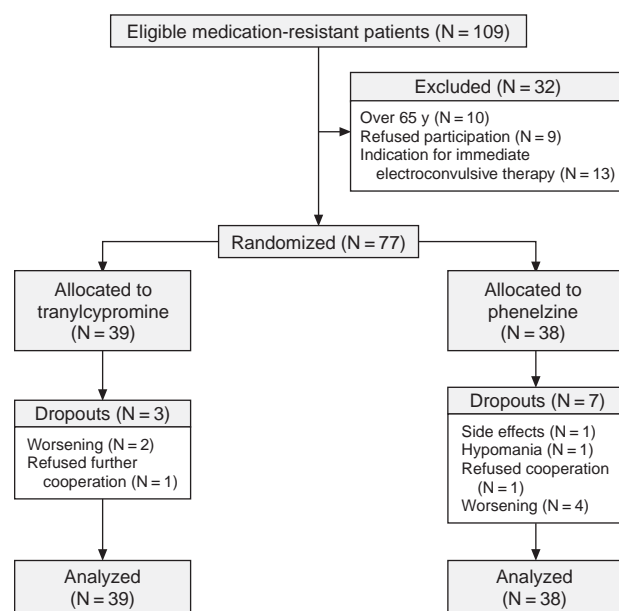 Eligible medication-resistant patients (N = 109)
Excluded (N = 32)
Over 65 y (N = 10)
Refused participation (N = 9)
Indication for immediate
electroconvulsive therapy (N = 13)
Randomized (N = 77)
Allocated to
tranylcypromine
(N = 39)
Allocated to
phenelzine
(N = 38)
Dropouts (N = 3)
Worsening (N = 2)
Refused further
cooperation (N = 1)
Dropouts (N = 7)
Side effects (N = 1)
Hypomania (N = 1)
Refused cooperation
(N = 1)
Worsening (N = 4)
Analyzed
(N = 39)
Analyzed
(N = 38)